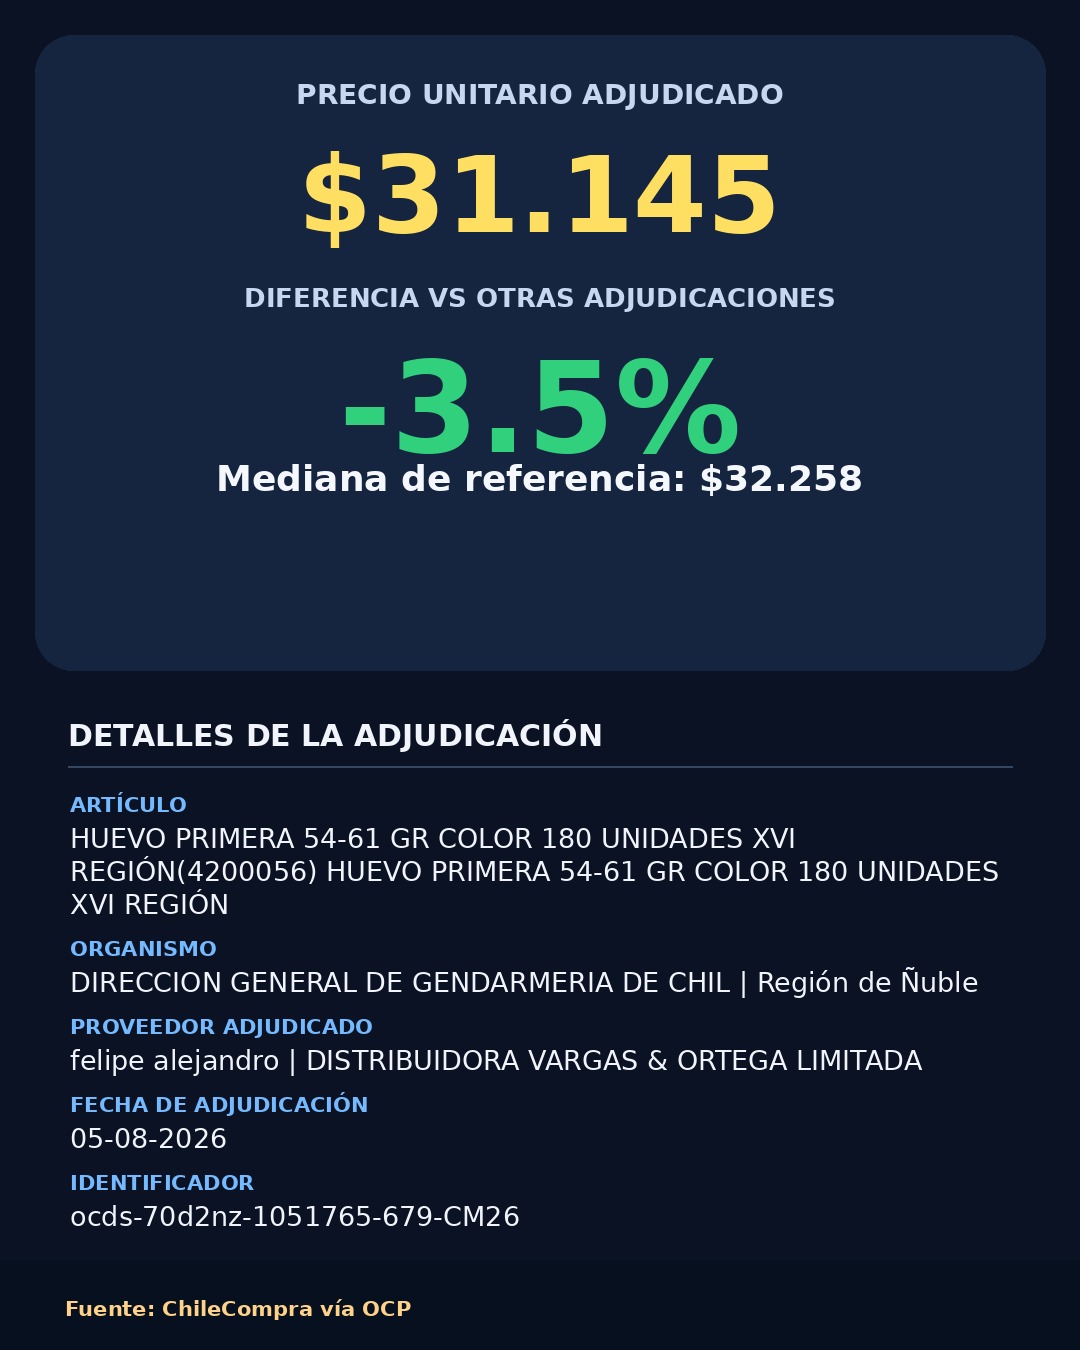 PRECIO UNITARIO ADJUDICADO
$31.145
DIFERENCIA VS OTRAS ADJUDICACIONES
-3.5%
Mediana de referencia: $32.258
DETALLES DE LA ADJUDICACIÓN
ARTÍCULO
HUEVO PRIMERA 54-61 GR COLOR 180 UNIDADES XVI
REGIÓN(4200056) HUEVO PRIMERA 54-61 GR COLOR 180 UNIDADES
XVI REGIÓN
ORGANISMO
DIRECCION GENERAL DE GENDARMERIA DE CHIL | Región de Ñuble
PROVEEDOR ADJUDICADO
felipe alejandro | DISTRIBUIDORA VARGAS & ORTEGA LIMITADA
FECHA DE ADJUDICACIÓN
05-08-2026
IDENTIFICADOR
ocds-70d2nz-1051765-679-CM26
Fuente: ChileCompra vía OCP